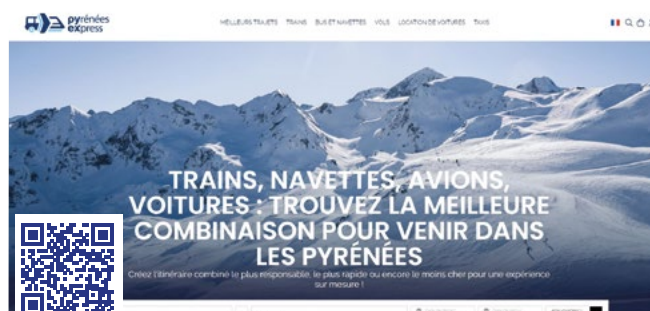 pyrénées
express
MEILLEURS TRAJETS TRAINS BUS ET NAVETTES VOLS LOCATION DE VOITURES TAXIS
TRAINS, NAVETTES, AVIONS,
VOITURES : TROUVEZ LA MEILLEURE
COMBINAISON POUR VENIR DANS
LES PYRÉNÉES
Créez l'itinéraire combiné le plus responsable, le plus rapide ou encore le moins cher pour une expérience
sur mesure !